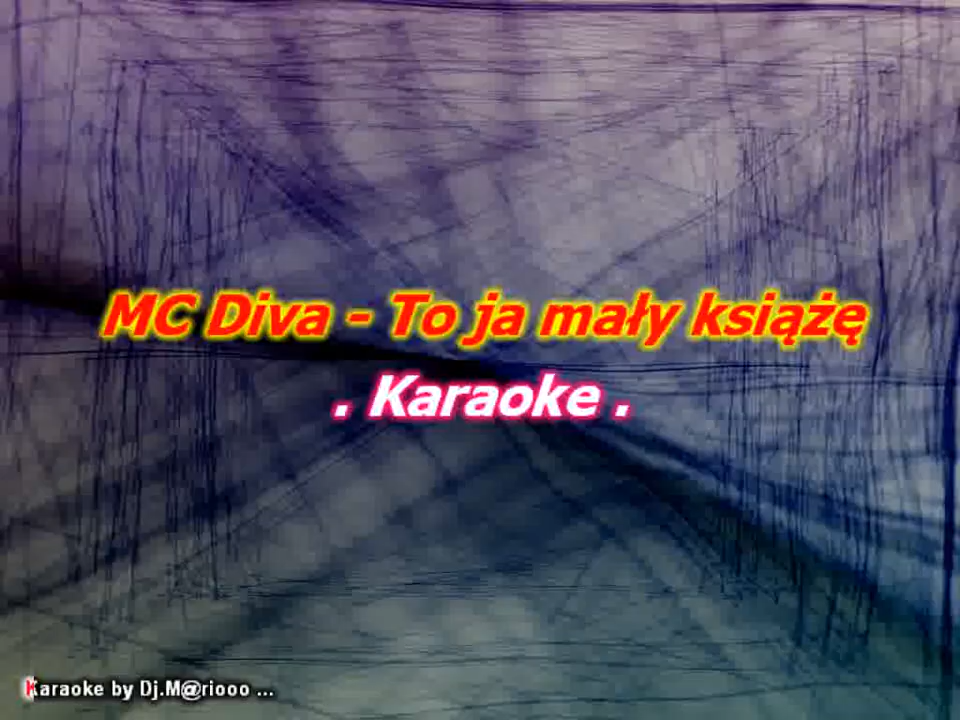 MC Diva - To ja mały książę
. Karaoke .
Karaoke by Dj.M@riooo ...